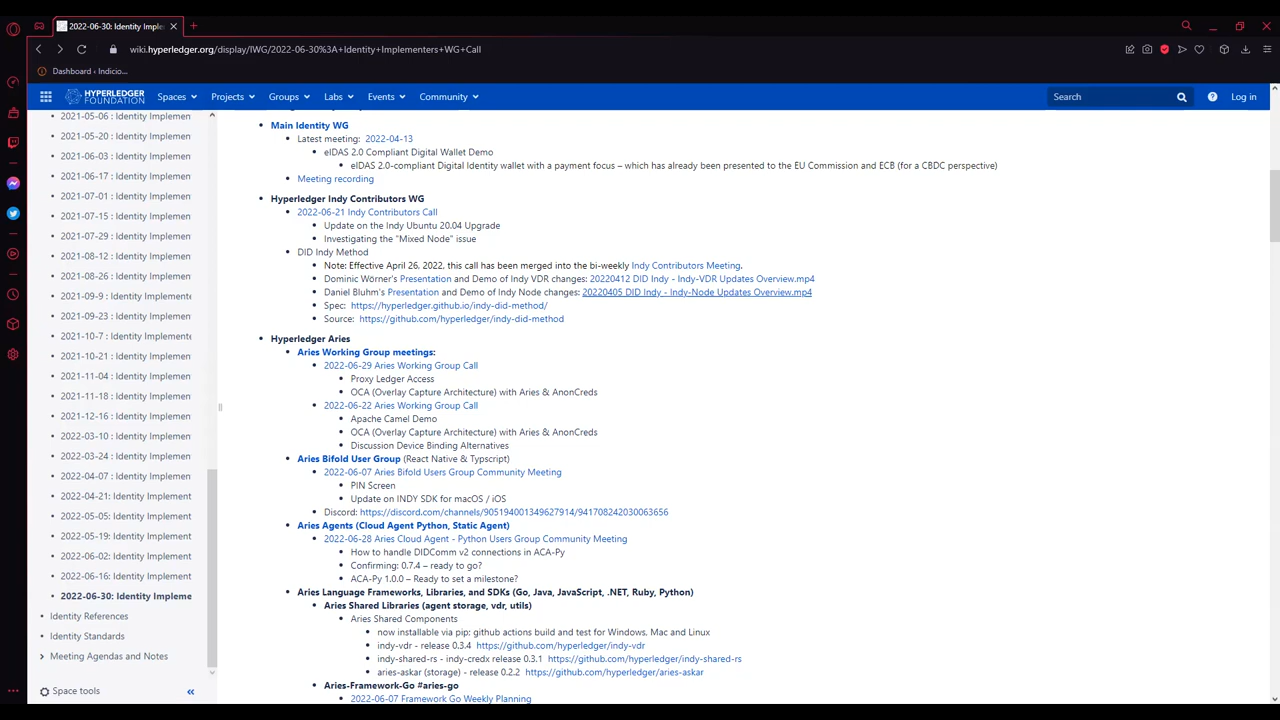 2022-06-30: Identity Imple
wiki.hyperledger.org/display/IWG/2022-06-30%3A+Identity+Implementers+WG+Call
Dashboard ‹ Indicio...
HYPERLEDGER FOUNDATION
Spaces
Projects
Groups
Labs
Events
Community
Search
Log in
2021-05-06 : Identity Implemen
2021-05-20 : Identity Implemen
2021-06-03 : Identity Implemen
2021-06-17 : Identity Implemen
2021-07-01 : Identity Implemen
2021-07-15 : Identity Implemen
2021-07-29 : Identity Implemen
2021-08-12 : Identity Implemen
2021-08-26 : Identity Implemen
2021-09-9 : Identity Implemente
2021-09-23 : Identity Implemen
2021-10-7 : Identity Implemente
2021-10-21 : Identity Implemen
2021-11-04 : Identity Implemen
2021-11-18 : Identity Implemen
2021-12-16 : Identity Implemen
2022-03-10 : Identity Implemen
2022-03-24 : Identity Implemen
2022-04-07 : Identity Implemen
2022-04-21: Identity Implement
2022-05-05: Identity Implement
2022-05-19: Identity Implement
2022-06-02: Identity Implement
2022-06-16: Identity Implement
2022-06-30: Identity Impleme
Identity References
Identity Standards
Meeting Agendas and Notes
Space tools
Main Identity WG
Latest meeting: 2022-04-13
eIDAS 2.0 Compliant Digital Wallet Demo
eIDAS 2.0-compliant Digital Identity wallet with a payment focus – which has already been presented to the EU Commission and ECB (for a CBDC perspective)
Meeting recording
Hyperledger Indy Contributors WG
2022-06-21 Indy Contributors Call
Update on the Indy Ubuntu 20.04 Upgrade
Investigating the "Mixed Node" issue
DID Indy Method
Note: Effective April 26, 2022, this call has been merged into the bi-weekly Indy Contributors Meeting.
Dominic Wörner's Presentation and Demo of Indy VDR changes: 20220412 DID Indy - Indy-VDR Updates Overview.mp4
Daniel Bluhm's Presentation and Demo of Indy Node changes: 20220405 DID Indy - Indy-Node Updates Overview.mp4
Spec: https://hyperledger.github.io/indy-did-method/
Source: https://github.com/hyperledger/indy-did-method
Hyperledger Aries
Aries Working Group meetings:
2022-06-29 Aries Working Group Call
Proxy Ledger Access
OCA (Overlay Capture Architecture) with Aries & AnonCreds
2022-06-22 Aries Working Group Call
Apache Camel Demo
OCA (Overlay Capture Architecture) with Aries & AnonCreds
Discussion Device Binding Alternatives
Aries Bifold User Group (React Native & Typscript)
2022-06-07 Aries Bifold Users Group Community Meeting
PIN Screen
Update on INDY SDK for macOS / iOS
Discord: https://discord.com/channels/905194001349627914/941708242030063656
Aries Agents (Cloud Agent Python, Static Agent)
2022-06-28 Aries Cloud Agent - Python Users Group Community Meeting
How to handle DIDComm v2 connections in ACA-Py
Confirming: 0.7.4 – ready to go?
ACA-Py 1.0.0 – Ready to set a milestone?
Aries Language Frameworks, Libraries, and SDKs (Go, Java, JavaScript, .NET, Ruby, Python)
Aries Shared Libraries (agent storage, vdr, utils)
Aries Shared Components
now installable via pip: github actions build and test for Windows, Mac and Linux
indy-vdr - release 0.3.4 https://github.com/hyperledger/indy-vdr
indy-shared-rs - indy-credx release 0.3.1 https://github.com/hyperledger/indy-shared-rs
aries-askar (storage) - release 0.2.2 https://github.com/hyperledger/aries-askar
Aries-Framework-Go #aries-go
2022-06-07 Framework Go Weekly Planning